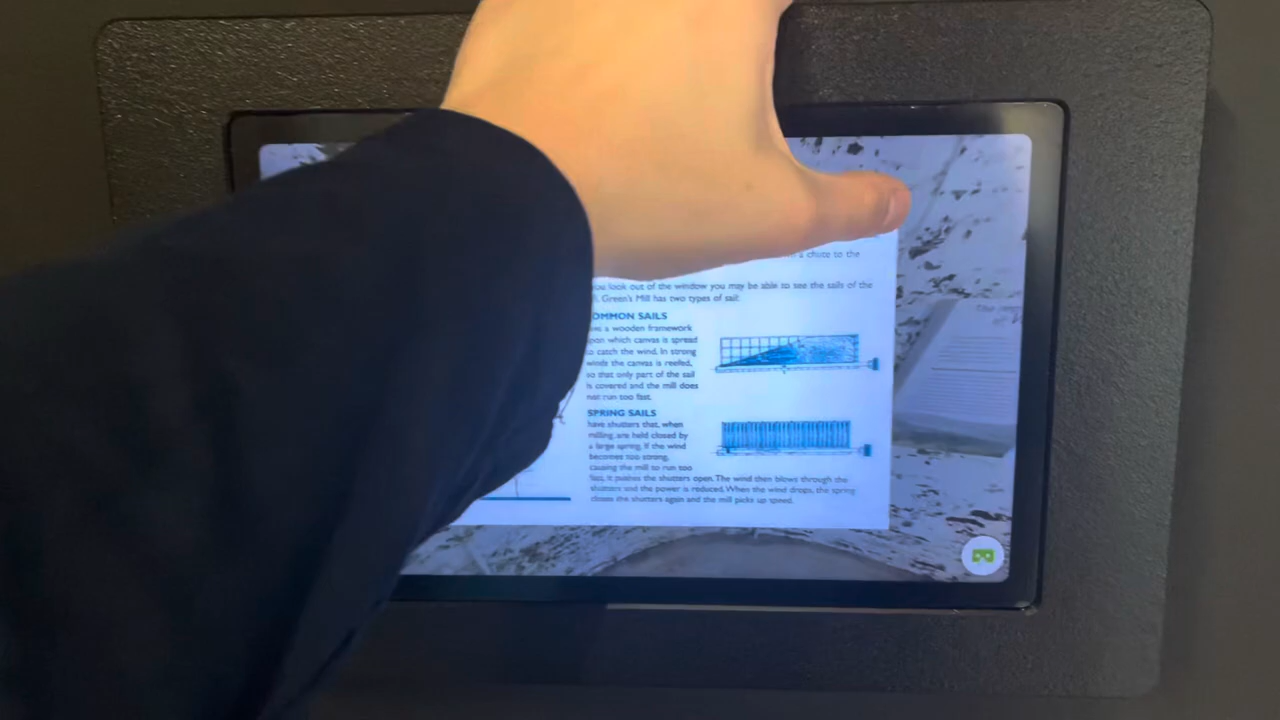 a chute to the
you look out of the window you may be able to see the sails of the
Green's Mill has two types of sail:
OMMON SAILS
a wooden framework
which canvas is spread
to catch the wind. In strong
winds the canvas is reefed,
so that only part of the sail
is covered and the mill does
not run too fast.
SPRING SAILS
have shutters that, when
milling, are held closed by
a large spring. If the wind
becomes too strong,
causing the mill to run too
fast, it pushes the shutters open. The wind then blows through the
shutters and the power is reduced. When the wind drops, the spring
closes the shutters again and the mill picks up speed.